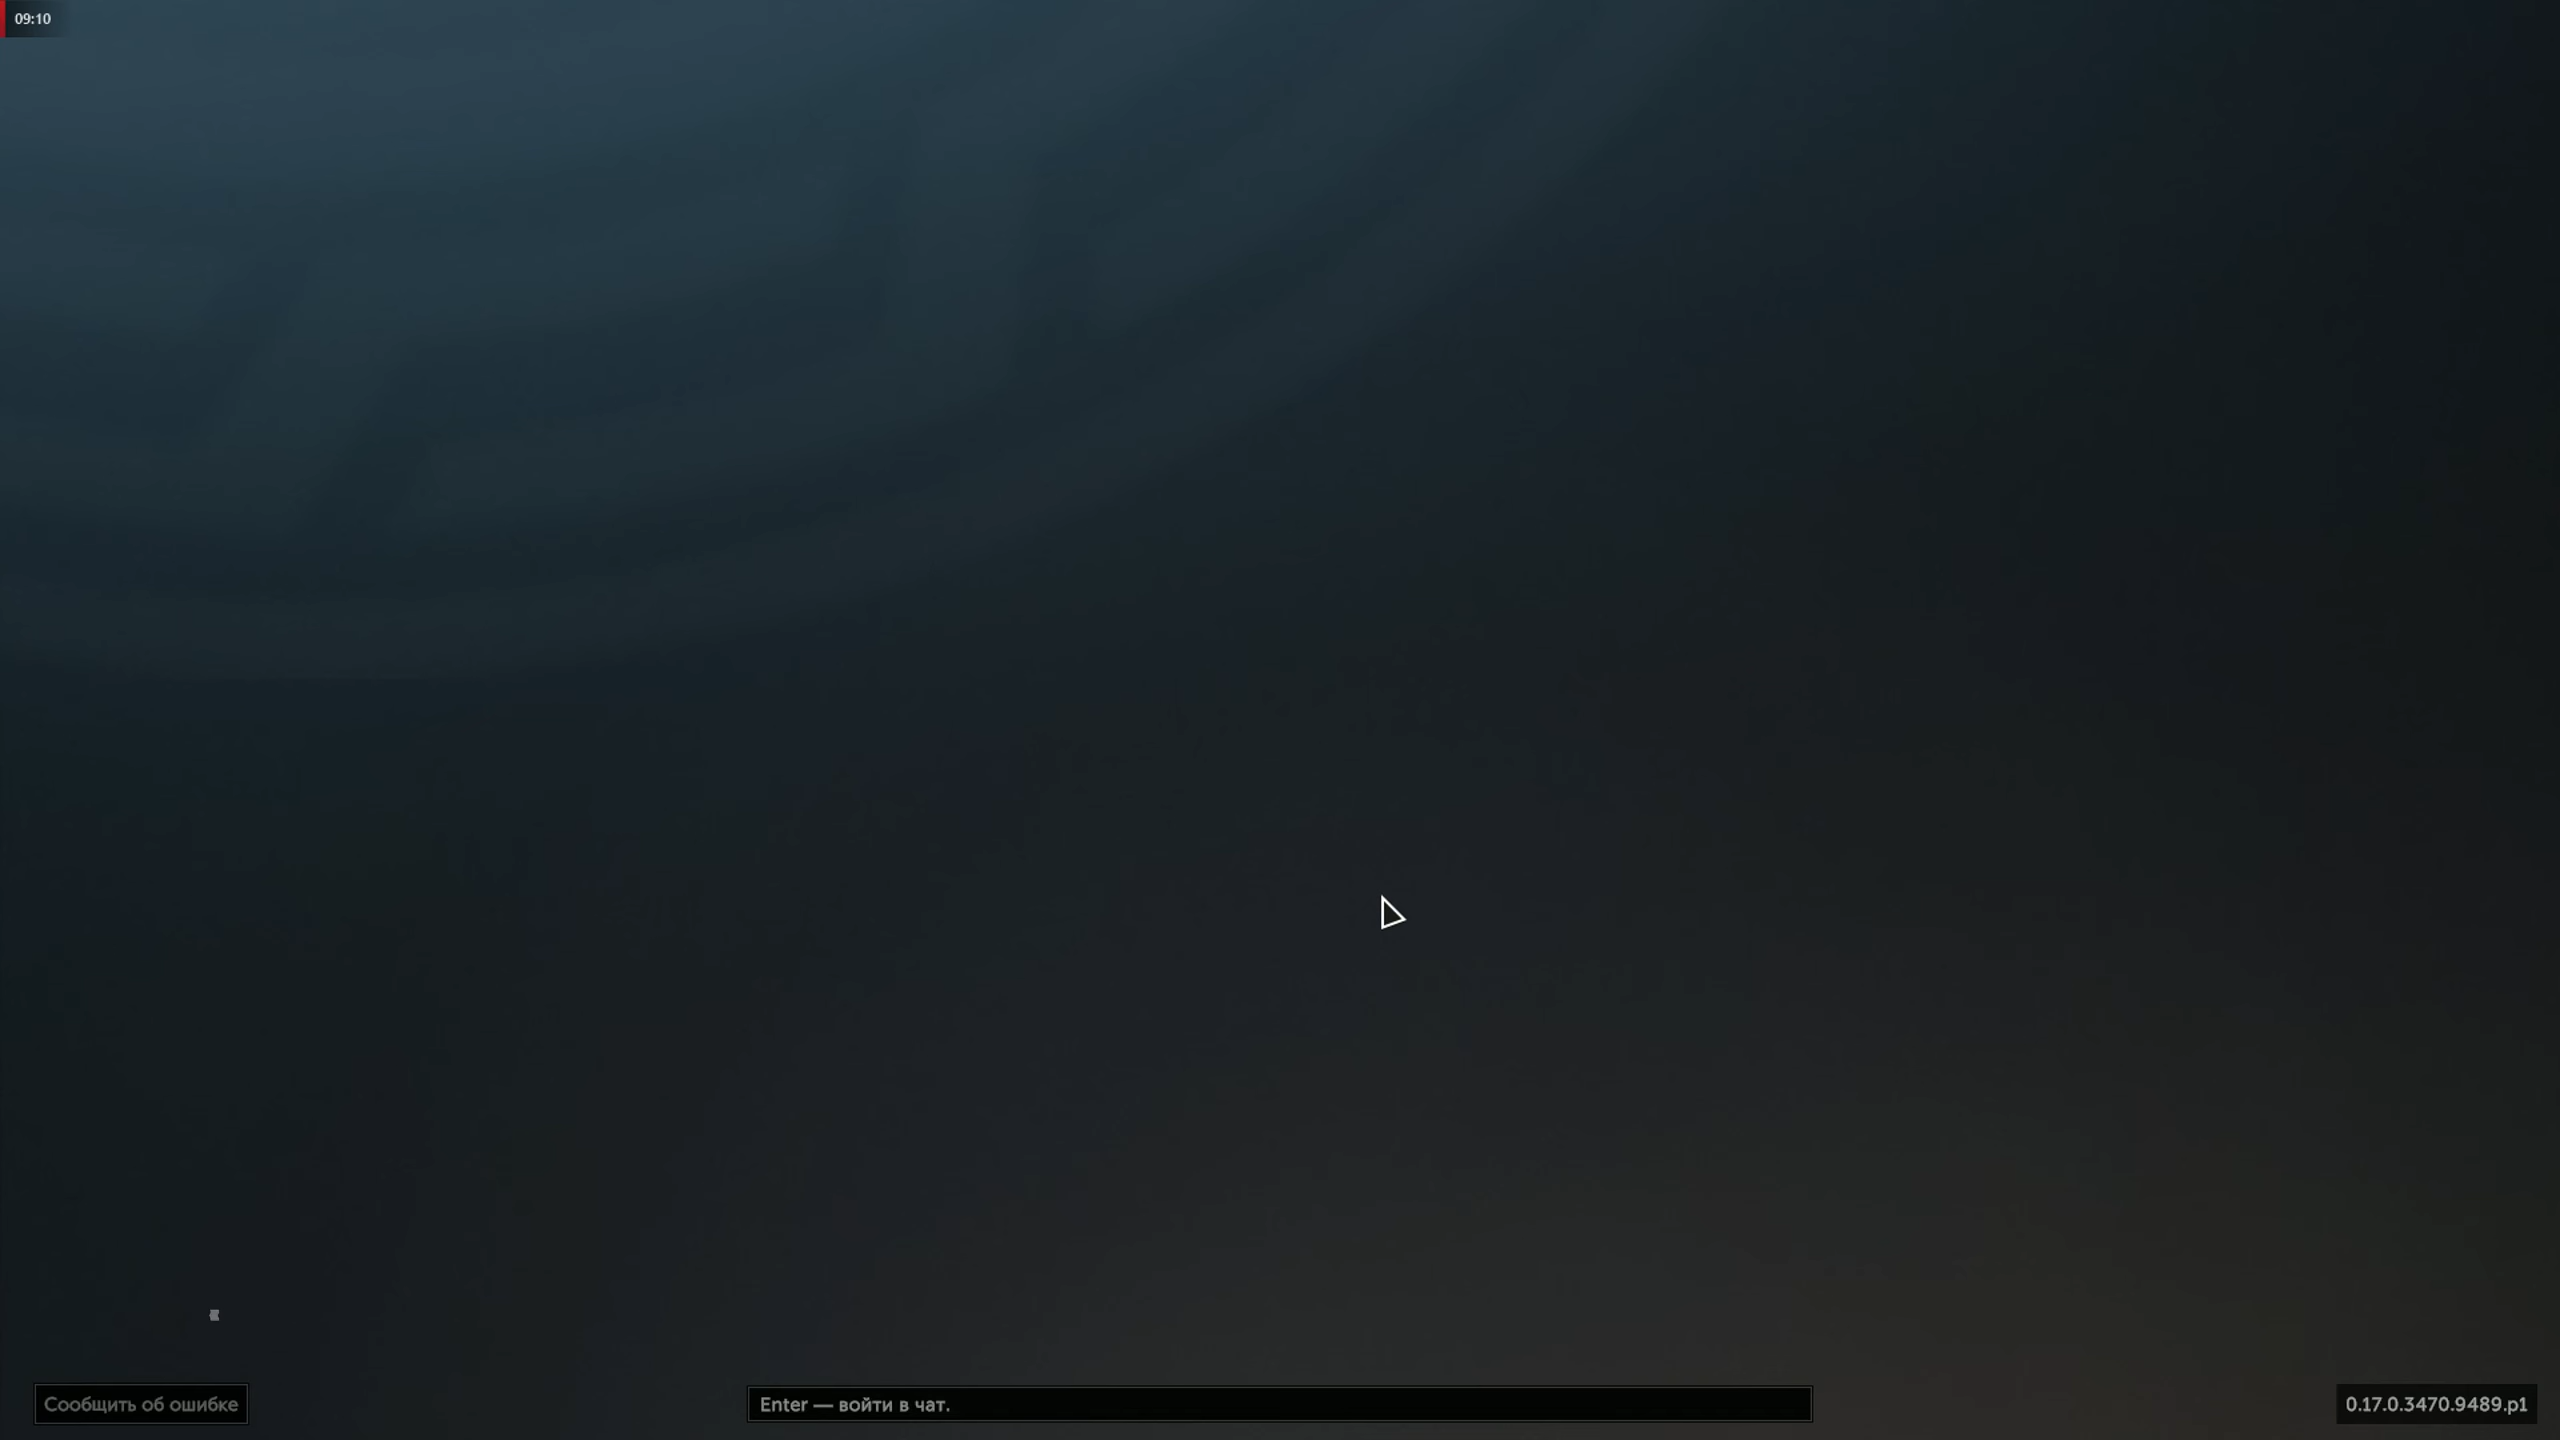 09:10
Сообщить об ошибке
Enter — войти в чат.
0.17.0.3470.9489.p1